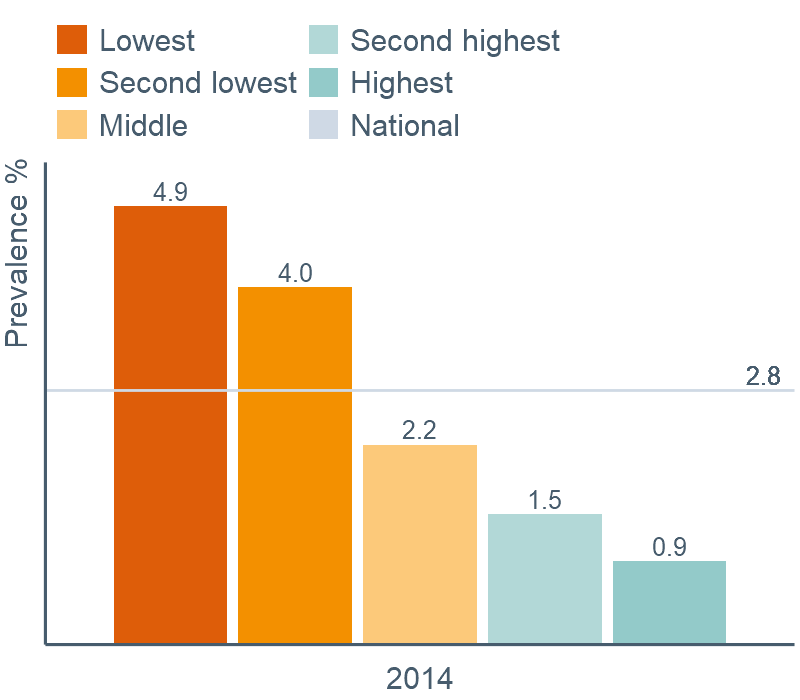 Lowest
Second highest
Second lowest
Highest
Middle
National
Prevalence %
4.9
4.0
2.8
2.2
1.5
0.9
2014